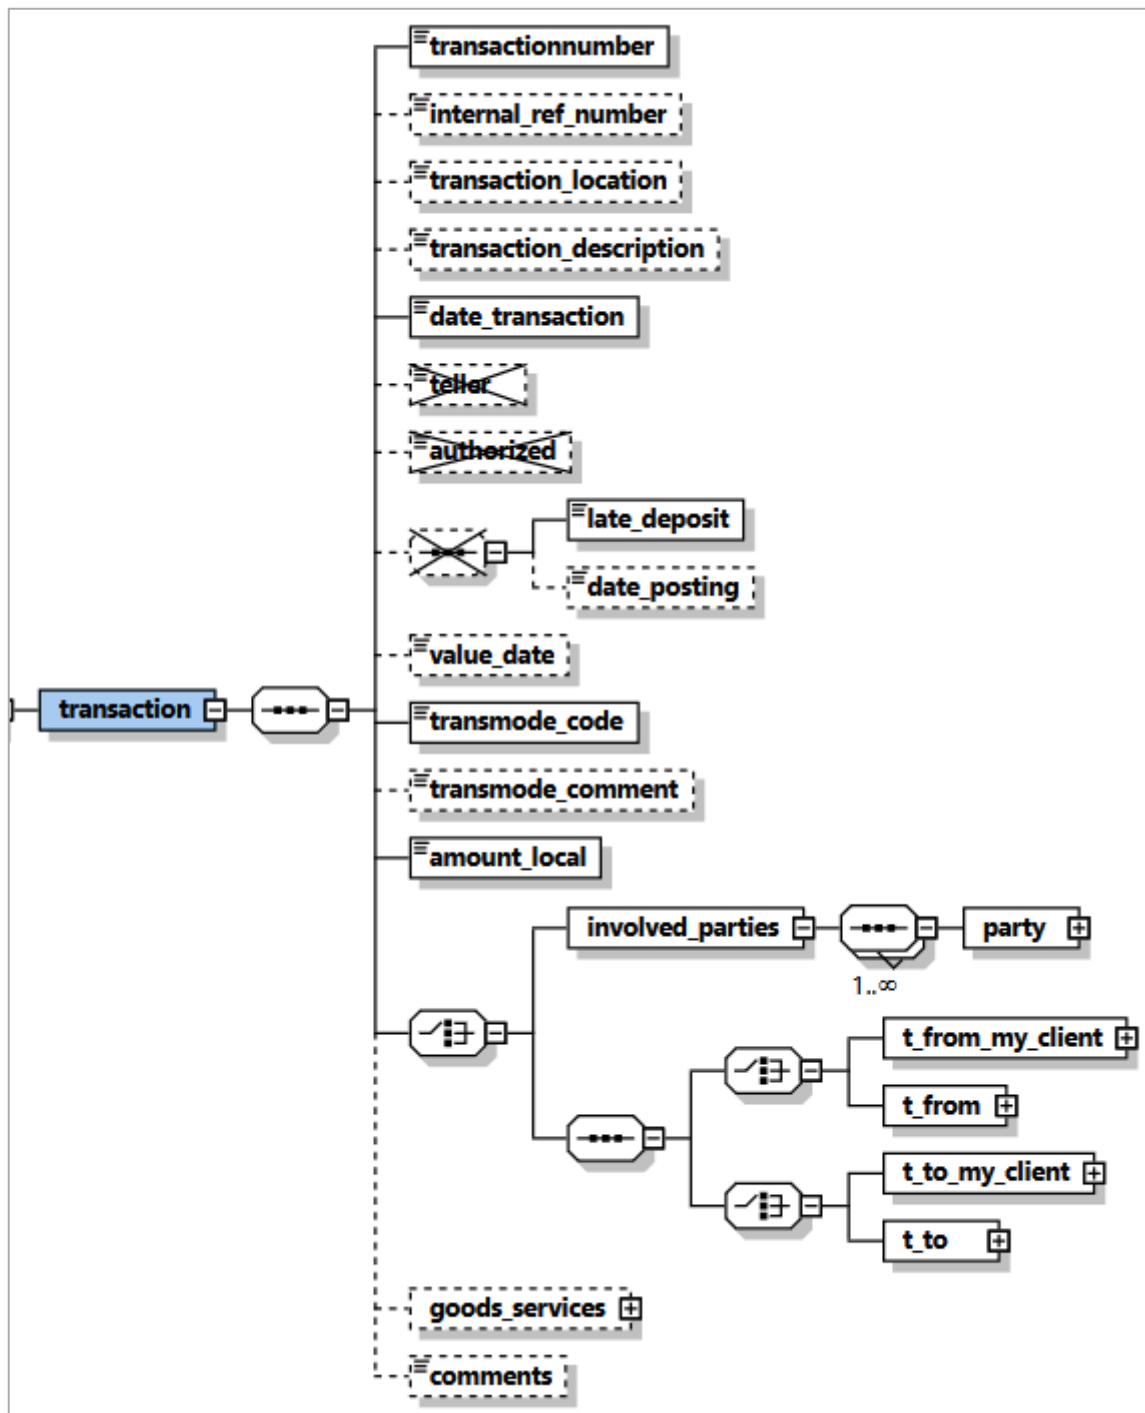 transactionnumber
internal_ref_number
transaction_location
transaction_description
date_transaction
teller
authorized
late_deposit
date_posting
value_date
transaction
transmode_code
transmode_comment
amount_local
involved_parties
party
1..∞
t_from_my_client
t_from
t_to_my_client
t_to
goods_services
comments